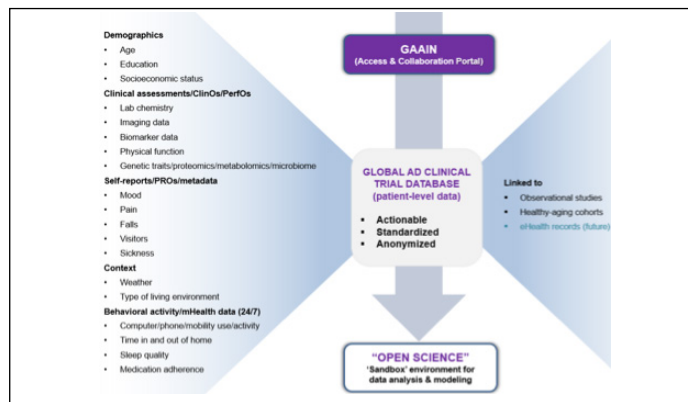 Demographics
• Age
• Education
• Socioeconomic status
Clinical assessments/ClinOs/PerfOs
• Lab chemistry
• Imaging data
• Biomarker data
• Physical function
• Genetic traits/proteomics/metabolomics/microbiome
Self-reports/PROs/metadata
• Mood
• Pain
• Falls
• Visitors
• Sickness
Context
• Weather
• Type of living environment
Behavioral activity/mHealth data (24/7)
• Computer/phone/mobility use/activity
• Time in and out of home
• Sleep quality
• Medication adherence
GAAIN
(Access & Collaboration Portal)
GLOBAL AD CLINICAL
TRIAL DATABASE
(patient-level data)
▪ Actionable
▪ Standardized
▪ Anonymized
"OPEN SCIENCE"
'Sandbox' environment for
data analysis & modeling
Linked to
• Observational studies
• Healthy-aging cohorts
• eHealth records (future)